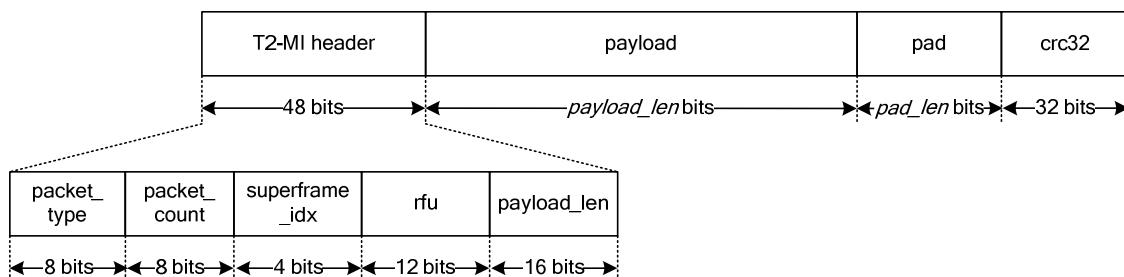 T2-MI header payload pad crc32
48 bits payload_len bits pad_len bits 32 bits
packet_
type
packet_
count
superframe
_idx
rfu
payload_len
8 bits 8 bits 4 bits 12 bits 16 bits